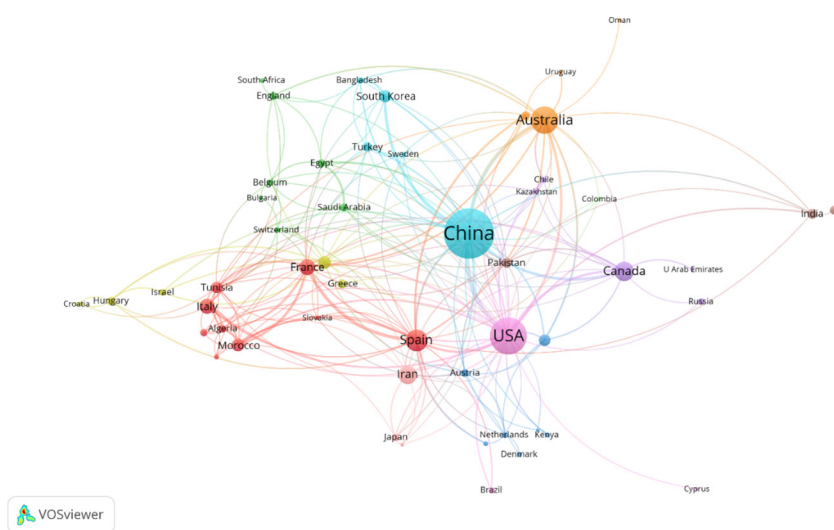 Oman
Uruguay
South Africa
Bangladesh
England
South Korea
Australia
Turkey
Sweden
Egypt
Belgium
Chile
Kazakhstan
Bulgaria
Saudi Arabia
Colombia
India
Switzerland
China
France
Pakistan
Canada
U Arab Emirates
Tunisia
Greece
Israel
Hungary
Croatia
Italy
Russia
Slovakia
Algeria
Morocco
Spain
USA
Iran
Austria
Japan
Netherlands
Kenya
Denmark
Brazil
Cyprus
VOSviewer